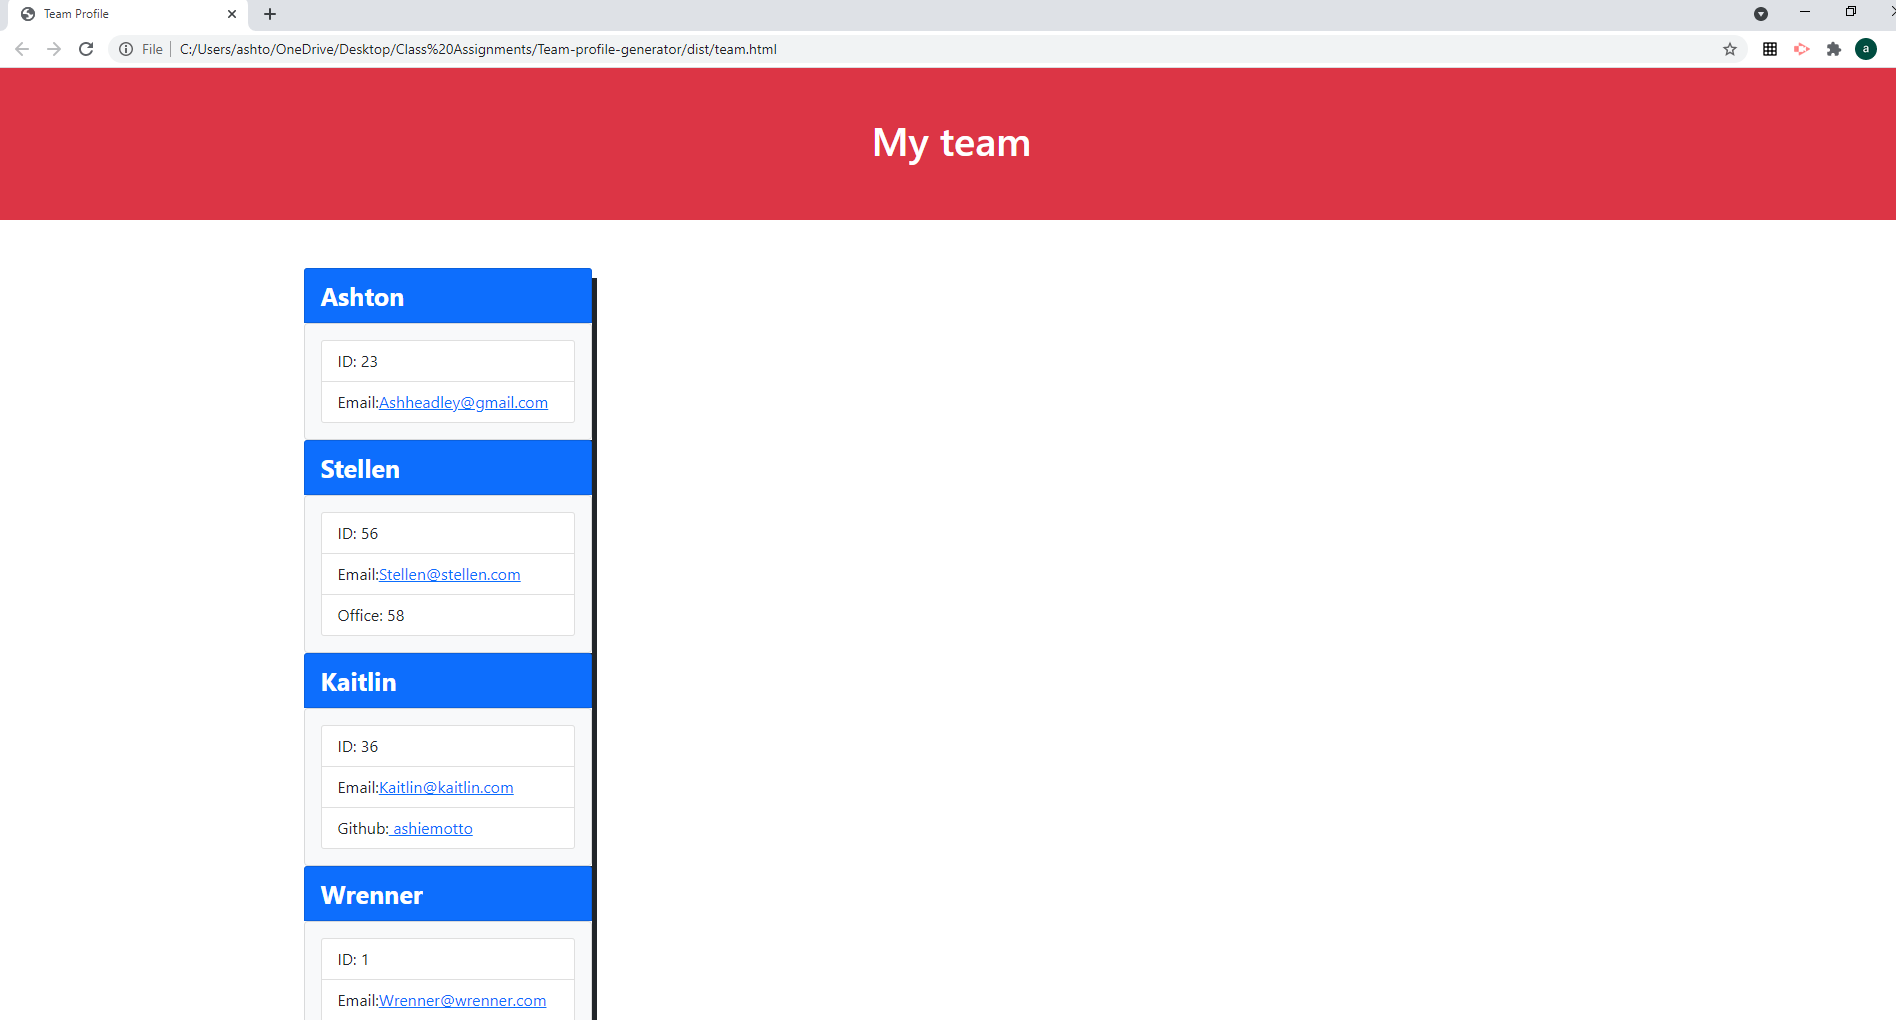 Team Profile
File
C:/Users/ashto/OneDrive/Desktop/Class%20Assignments/Team-profile-generator/dist/team.html
a
My team
Ashton
ID: 23
Email:Ashheadley@gmail.com
Stellen
ID: 56
Email:Stellen@stellen.com
Office: 58
Kaitlin
ID: 36
Email:Kaitlin@kaitlin.com
Github: ashiemotto
Wrenner
ID: 1
Email:Wrenner@wrenner.com